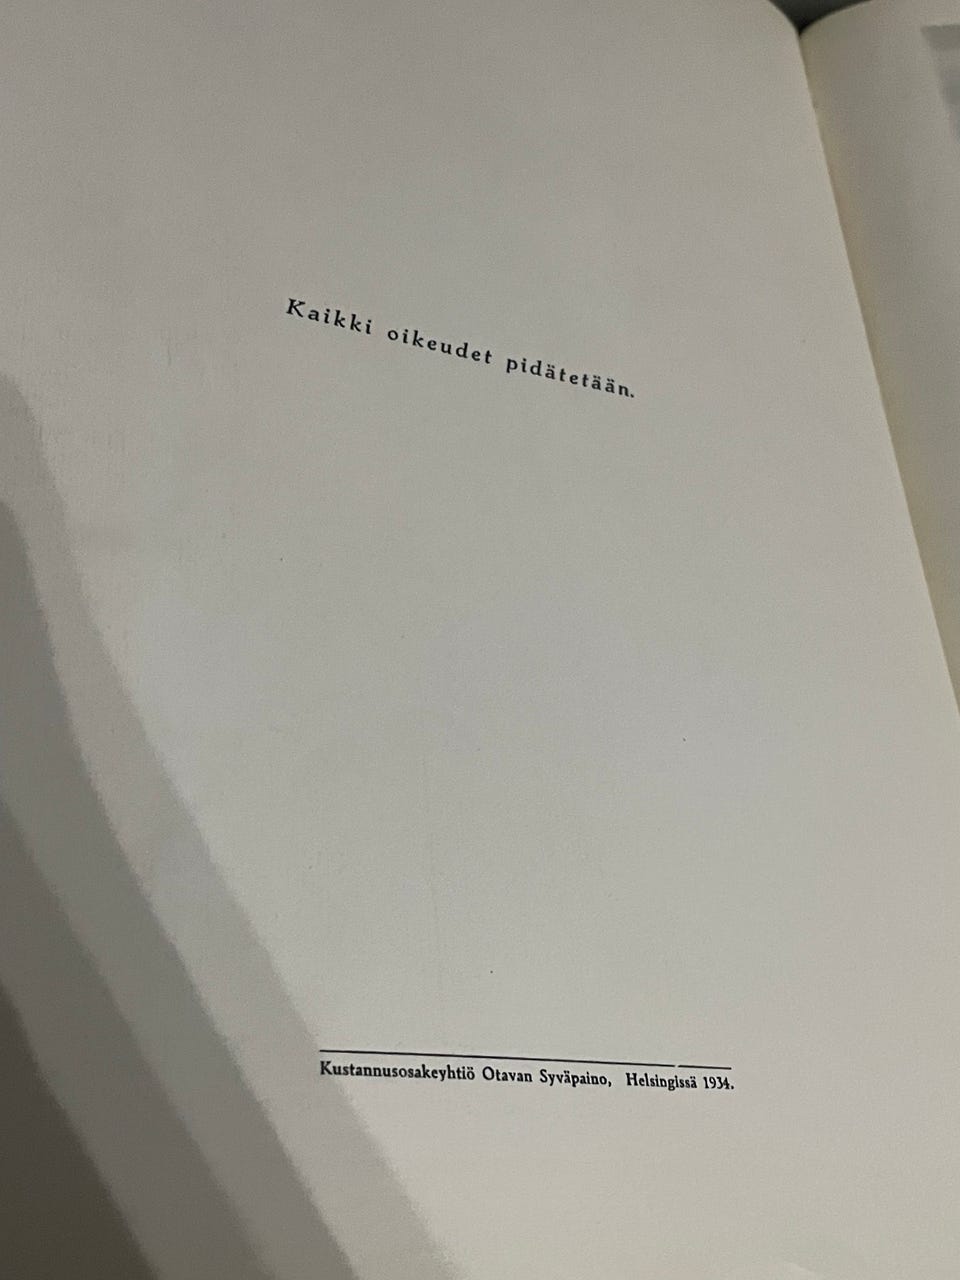 Kaikki oikeudet pidätetään.
Kustannusosakeyhtiö Otavan Syväpaino, Helsingissä 1934.